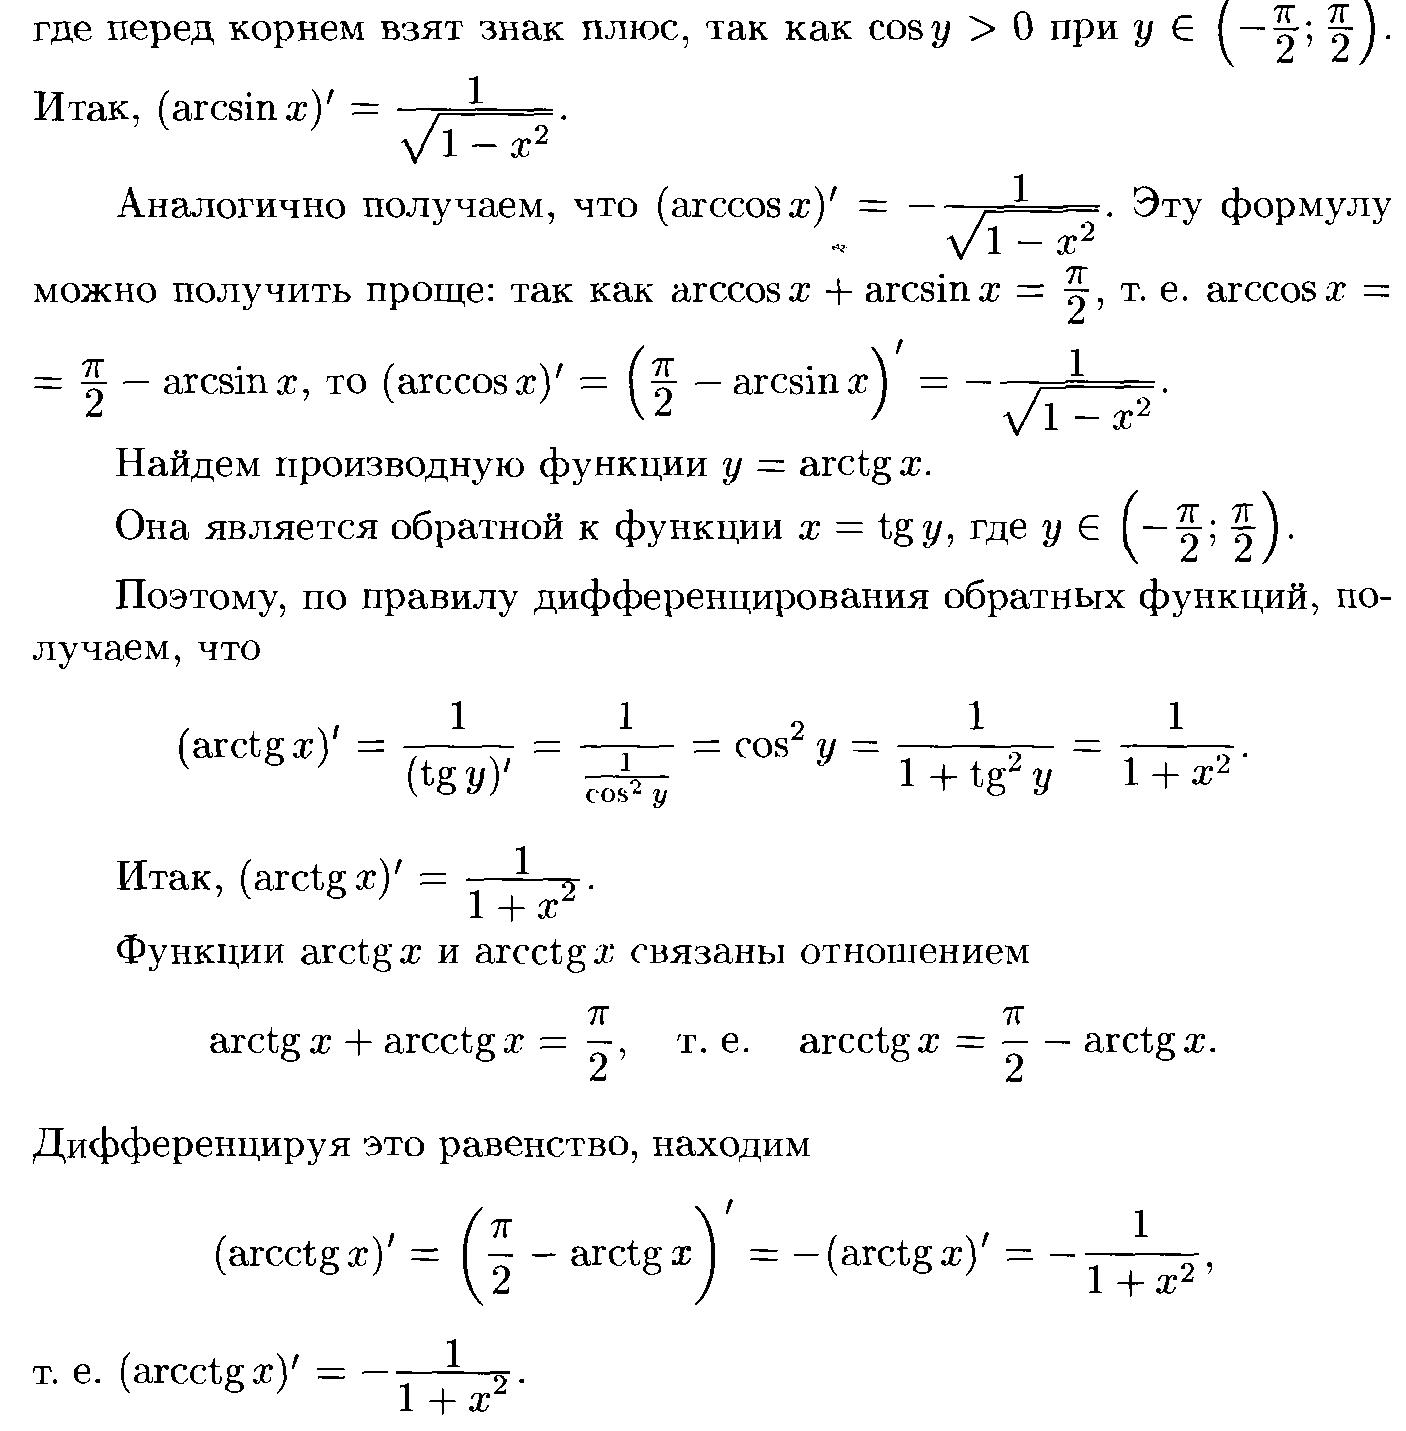 где перед корнем взят знак плюс, так как cos y > 0 при y ∈ (−π/2; π/2).
Итак, (arcsin x)′ = 1/√(1 − x²).
Аналогично получаем, что (arccos x)′ = −1/√(1 − x²). Эту формулу
можно получить проще: так как arccos x + arcsin x = π/2, т. е. arccos x =
= π/2 − arcsin x, то (arccos x)′ = (π/2 − arcsin x)′ = −1/√(1 − x²).
Найдем производную функции y = arctg x.
Она является обратной к функции x = tg y, где y ∈ (−π/2; π/2).
Поэтому, по правилу дифференцирования обратных функций, по-
лучаем, что
(arctg x)′ = 1/(tg y)′ = 1/(1/cos² y) = cos² y = 1/(1 + tg² y) = 1/(1 + x²).
Итак, (arctg x)′ = 1/(1 + x²).
Функции arctg x и arcctg x связаны отношением
arctg x + arcctg x = π/2, т. е. arcctg x = π/2 − arctg x.
Дифференцируя это равенство, находим
(arcctg x)′ = (π/2 − arctg x)′ = −(arctg x)′ = −1/(1 + x²),
т. е. (arcctg x)′ = −1/(1 + x²).